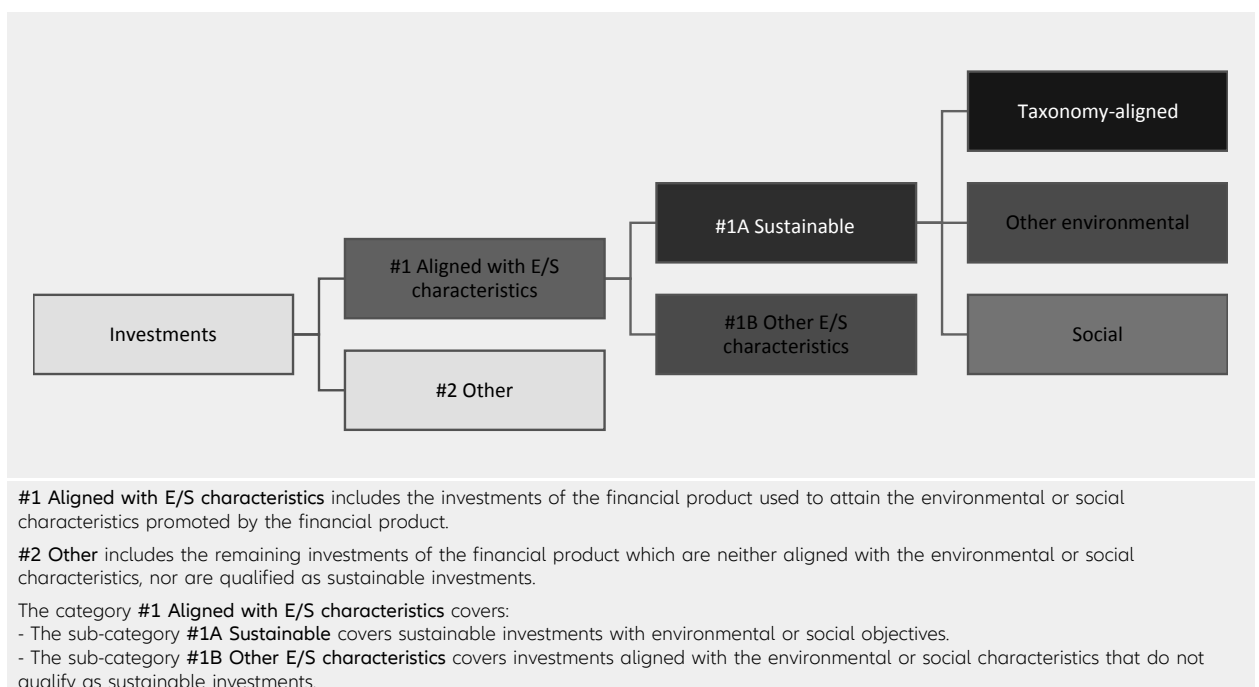 Taxonomy-aligned
#1A Sustainable
Other environmental
#1 Aligned with E/S
characteristics
Investments
#1B Other E/S
characteristics
Social
#2 Other
#1 Aligned with E/S characteristics includes the investments of the financial product used to attain the environmental or social
characteristics promoted by the financial product.
#2 Other includes the remaining investments of the financial product which are neither aligned with the environmental or social
characteristics, nor are qualified as sustainable investments.
The category #1 Aligned with E/S characteristics covers:
- The sub-category #1A Sustainable covers sustainable investments with environmental or social objectives.
- The sub-category #1B Other E/S characteristics covers investments aligned with the environmental or social characteristics that do not
qualify as sustainable investments.